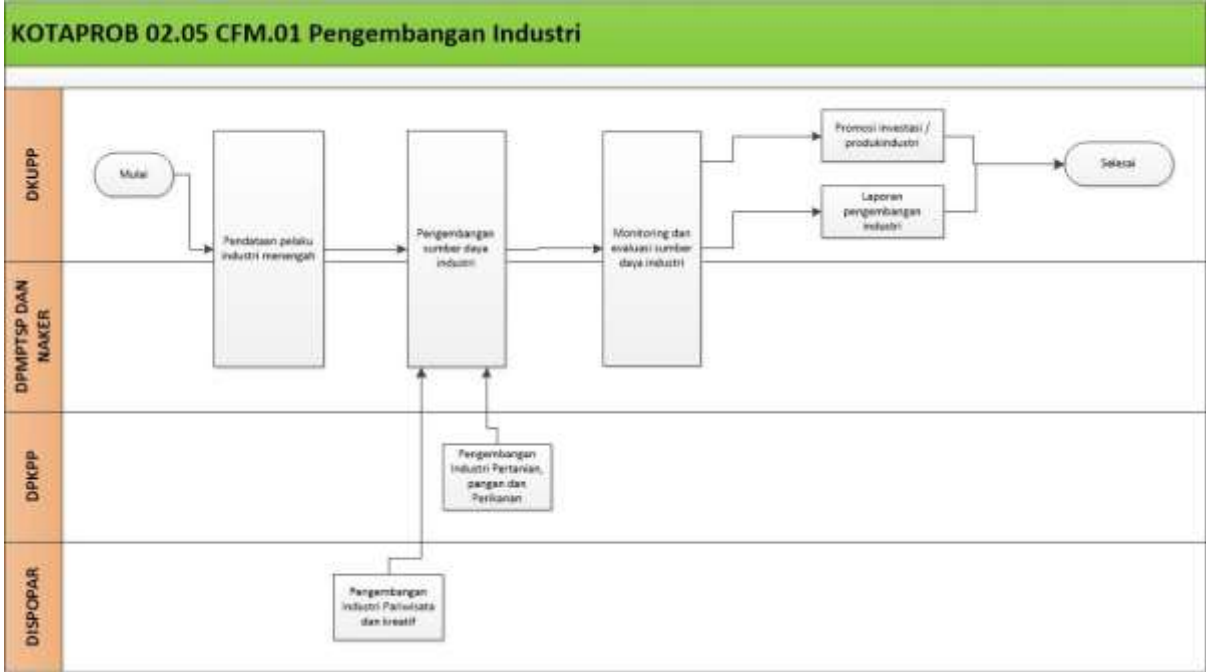 KOTAPROB 02.05 CFM.01 Pengembangan Industri
DKUPP
Mulai
Pendataan pelaku
industri menengah
Pengembangan
sumber daya
industri
Monitoring dan
evaluasi sumber
daya industri
Promosi investasi /
produkindustri
Laporan
pengembangan
industri
Selesai
DPMPTSP DAN
NAKER
DPKPP
Pengembangan
Industri Pertanian,
pangan dan
Perikanan
DISPOPAR
Pengembangan
industri Pariwisata
dan kreatif